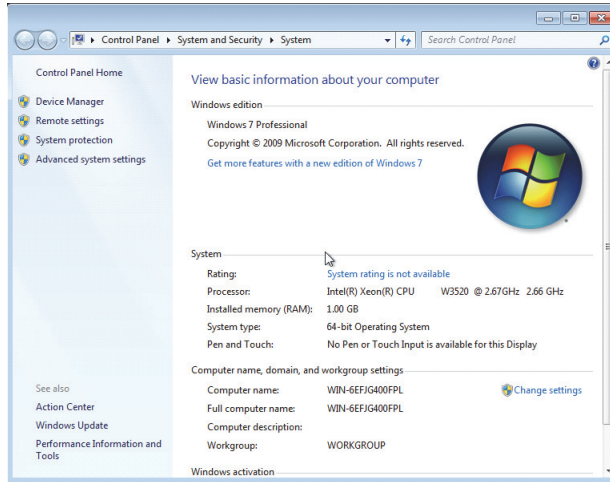 Control Panel ▸ System and Security ▸ System
Search Control Panel
Control Panel Home
Device Manager
Remote settings
System protection
Advanced system settings
See also
Action Center
Windows Update
Performance Information and
Tools
View basic information about your computer
Windows edition
Windows 7 Professional
Copyright © 2009 Microsoft Corporation. All rights reserved.
Get more features with a new edition of Windows 7
System
Rating: System rating is not available
Processor: Intel(R) Xeon(R) CPU W3520 @ 2.67GHz 2.66 GHz
Installed memory (RAM): 1.00 GB
System type: 64-bit Operating System
Pen and Touch: No Pen or Touch Input is available for this Display
Computer name, domain, and workgroup settings
Computer name: WIN-6EFJG400FPL Change settings
Full computer name: WIN-6EFJG400FPL
Computer description:
Workgroup: WORKGROUP
Windows activation